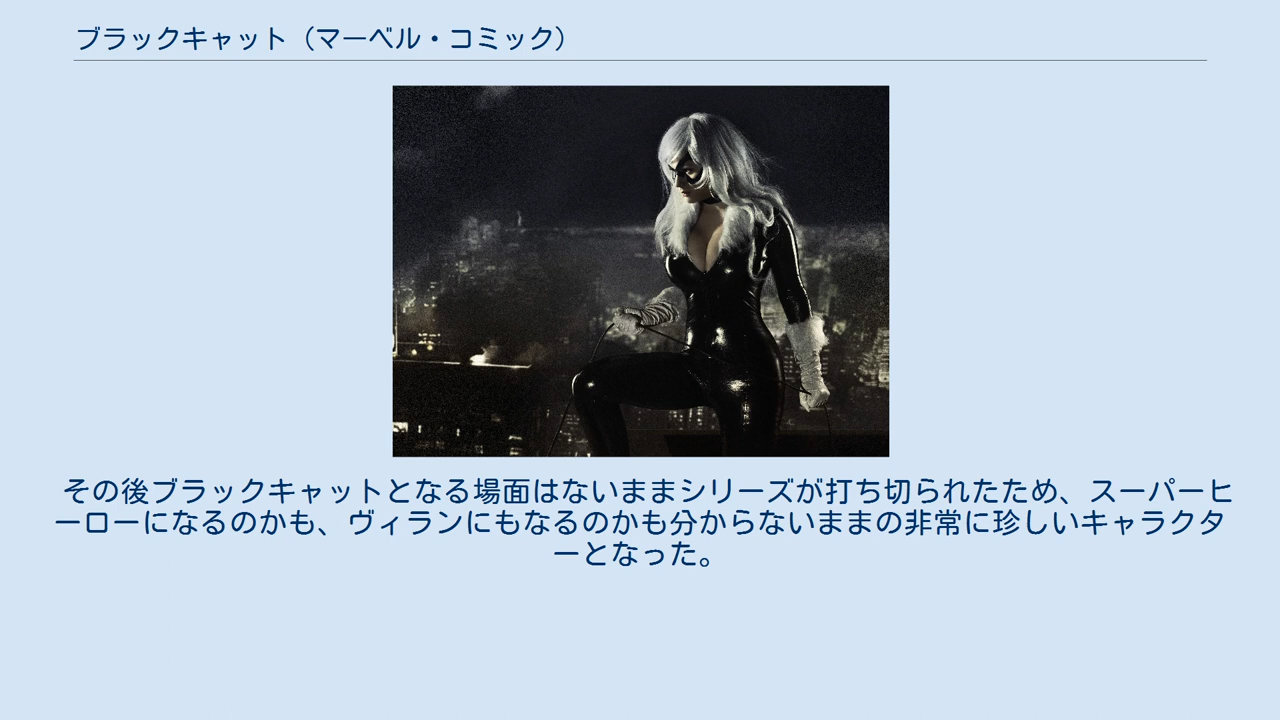 ブラックキャット（マーベル・コミック）
その後ブラックキャットとなる場面はないままシリーズが打ち切られたため、スーパーヒ
ーローになるのかも、ヴィランにもなるのかも分からないままの非常に珍しいキャラクタ
ーとなった。